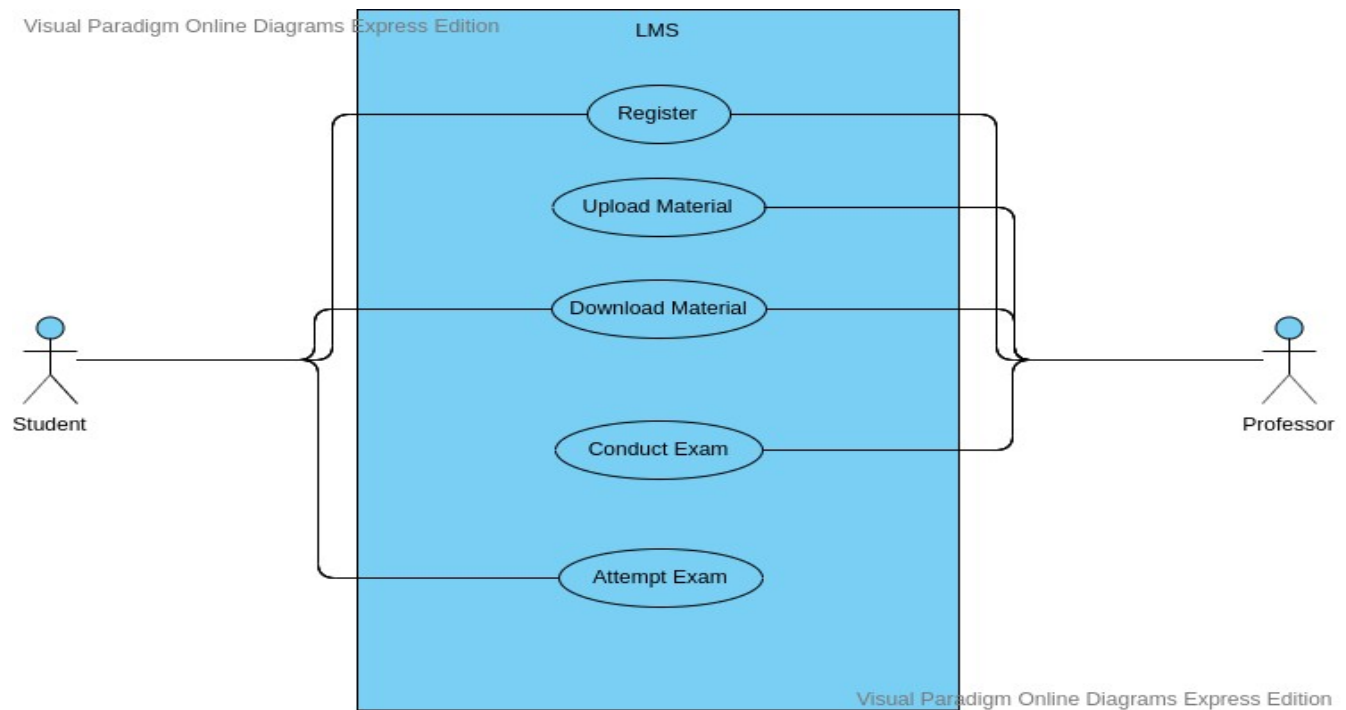 Visual Paradigm Online Diagrams Express Edition
LMS
Register
Upload Material
Download Material
Student
Professor
Conduct Exam
Attempt Exam
Visual Paradigm Online Diagrams Express Edition